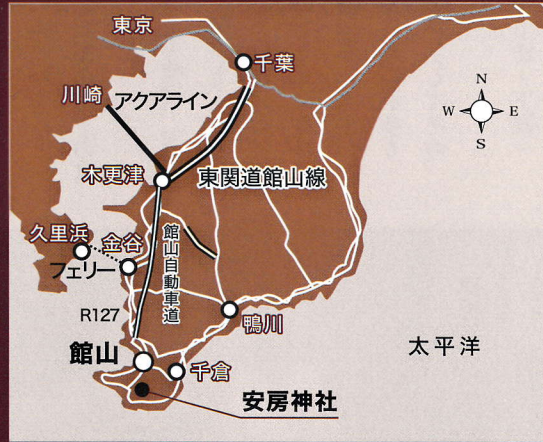 東京
千葉
川崎
アクアライン
N
W
E
S
木更津
東関道館山線
久里浜
金谷
フェリー
館山自動車道
R127
鴨川
館山
太平洋
千倉
安房神社